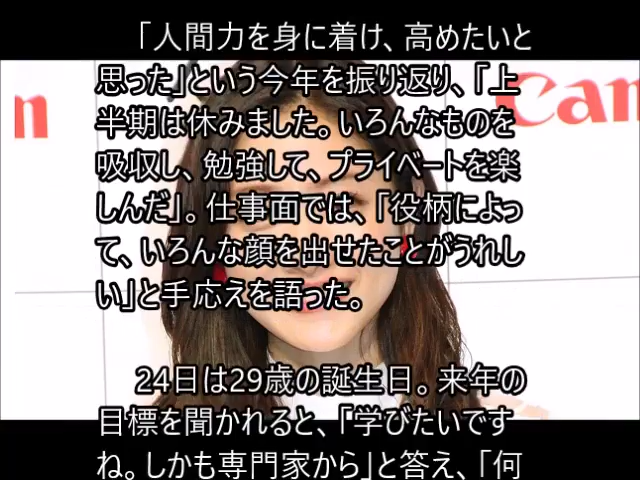 「人間力を身に着け、高めたいと
思った」という今年を振り返り、「上
半期は休みました。いろんなものを
吸収し、勉強して、プライベートを楽
しんだ」。仕事面では、「役柄によっ
て、いろんな顔を出せたことがうれし
い」と手応えを語った。
24日は29歳の誕生日。来年の
目標を聞かれると、「学びたいです
ね。しかも専門家から」と答え、「何